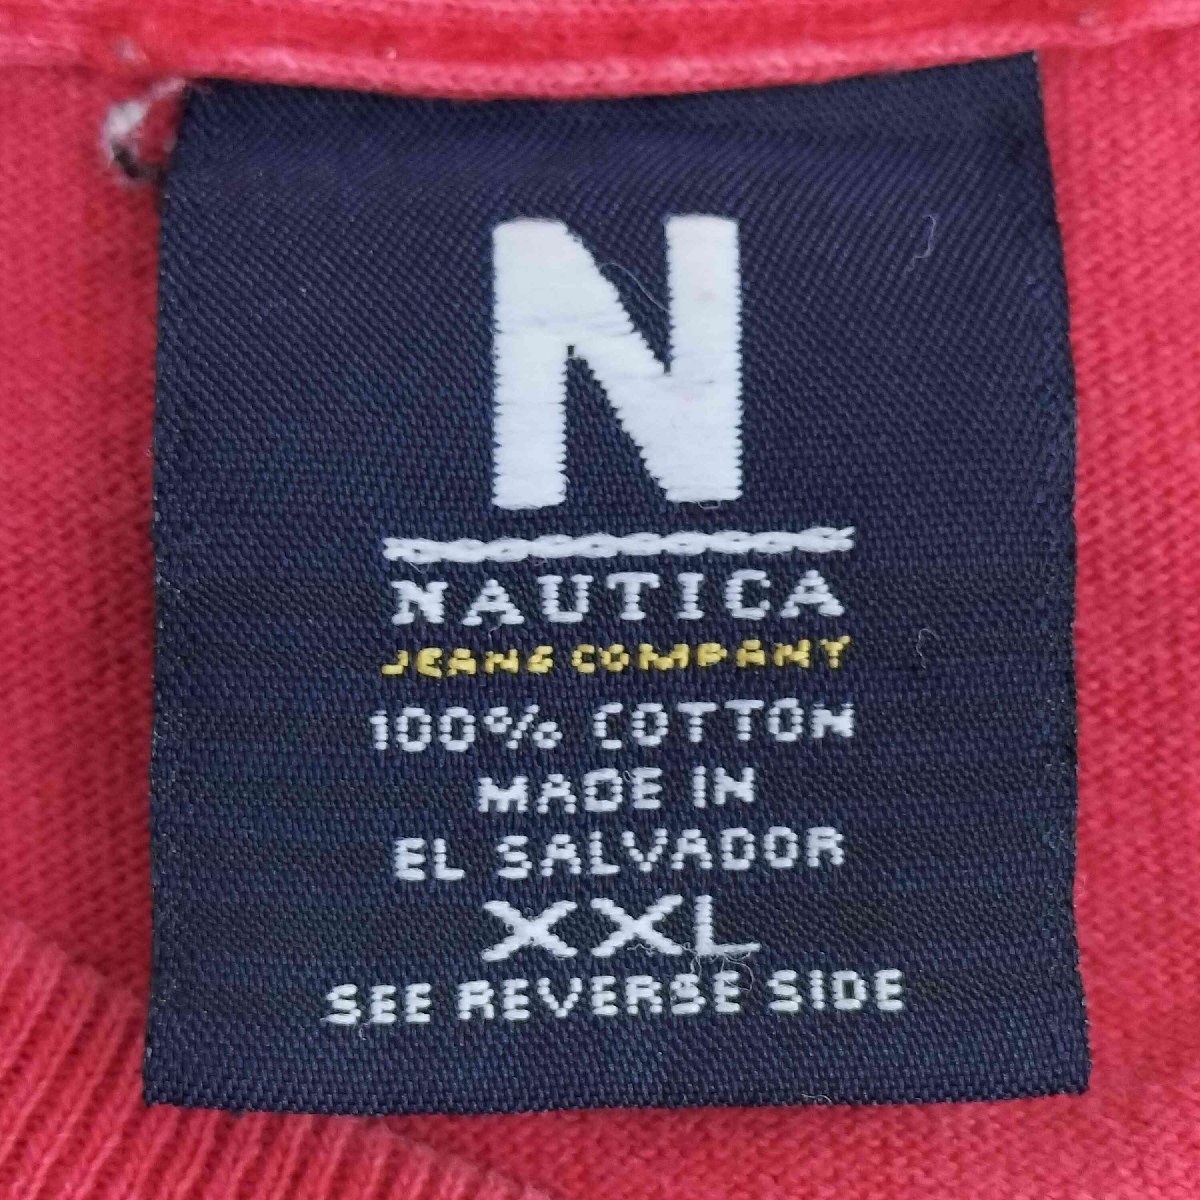 N
NAUTICA
JEANS COMPANY
100% COTTON
MADE IN
EL SALVADOR
XXL
SEE REVERSE SIDE